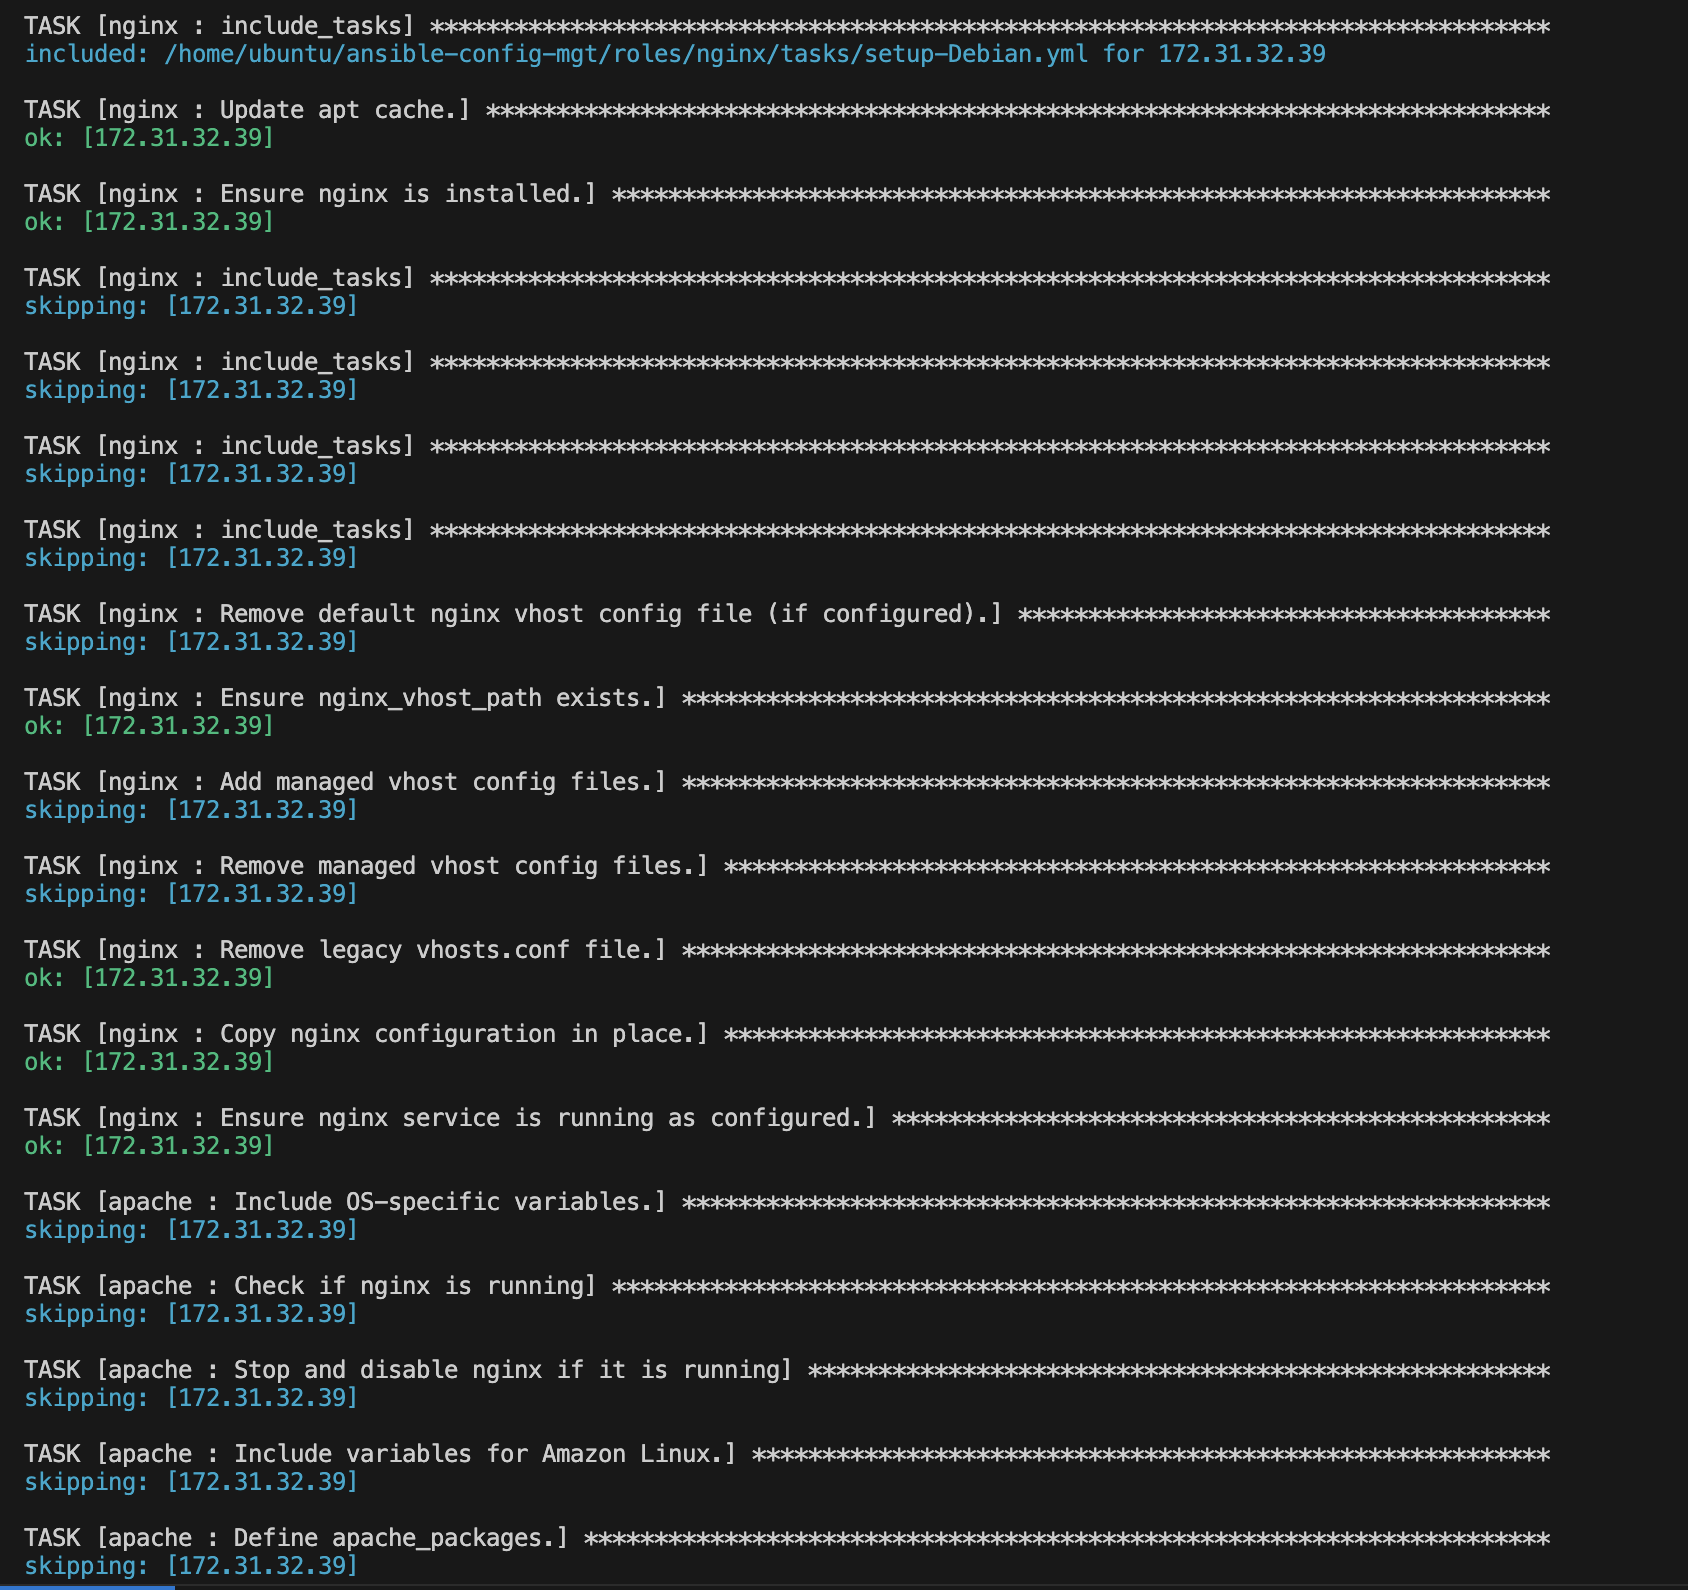 TASK [nginx : include_tasks] ********************************************************************************
included: /home/ubuntu/ansible-config-mgt/roles/nginx/tasks/setup-Debian.yml for 172.31.32.39
TASK [nginx : Update apt cache.] ****************************************************************************
ok: [172.31.32.39]
TASK [nginx : Ensure nginx is installed.] *******************************************************************
ok: [172.31.32.39]
TASK [nginx : include_tasks] ********************************************************************************
skipping: [172.31.32.39]
TASK [nginx : include_tasks] ********************************************************************************
skipping: [172.31.32.39]
TASK [nginx : include_tasks] ********************************************************************************
skipping: [172.31.32.39]
TASK [nginx : include_tasks] ********************************************************************************
skipping: [172.31.32.39]
TASK [nginx : Remove default nginx vhost config file (if configured).] **************************************
skipping: [172.31.32.39]
TASK [nginx : Ensure nginx_vhost_path exists.] **************************************************************
ok: [172.31.32.39]
TASK [nginx : Add managed vhost config files.] **************************************************************
skipping: [172.31.32.39]
TASK [nginx : Remove managed vhost config files.] ***********************************************************
skipping: [172.31.32.39]
TASK [nginx : Remove legacy vhosts.conf file.] **************************************************************
ok: [172.31.32.39]
TASK [nginx : Copy nginx configuration in place.] ***********************************************************
ok: [172.31.32.39]
TASK [nginx : Ensure nginx service is running as configured.] ***********************************************
ok: [172.31.32.39]
TASK [apache : Include OS-specific variables.] **************************************************************
skipping: [172.31.32.39]
TASK [apache : Check if nginx is running] *******************************************************************
skipping: [172.31.32.39]
TASK [apache : Stop and disable nginx if it is running] *****************************************************
skipping: [172.31.32.39]
TASK [apache : Include variables for Amazon Linux.] *********************************************************
skipping: [172.31.32.39]
TASK [apache : Define apache_packages.] *********************************************************************
skipping: [172.31.32.39]